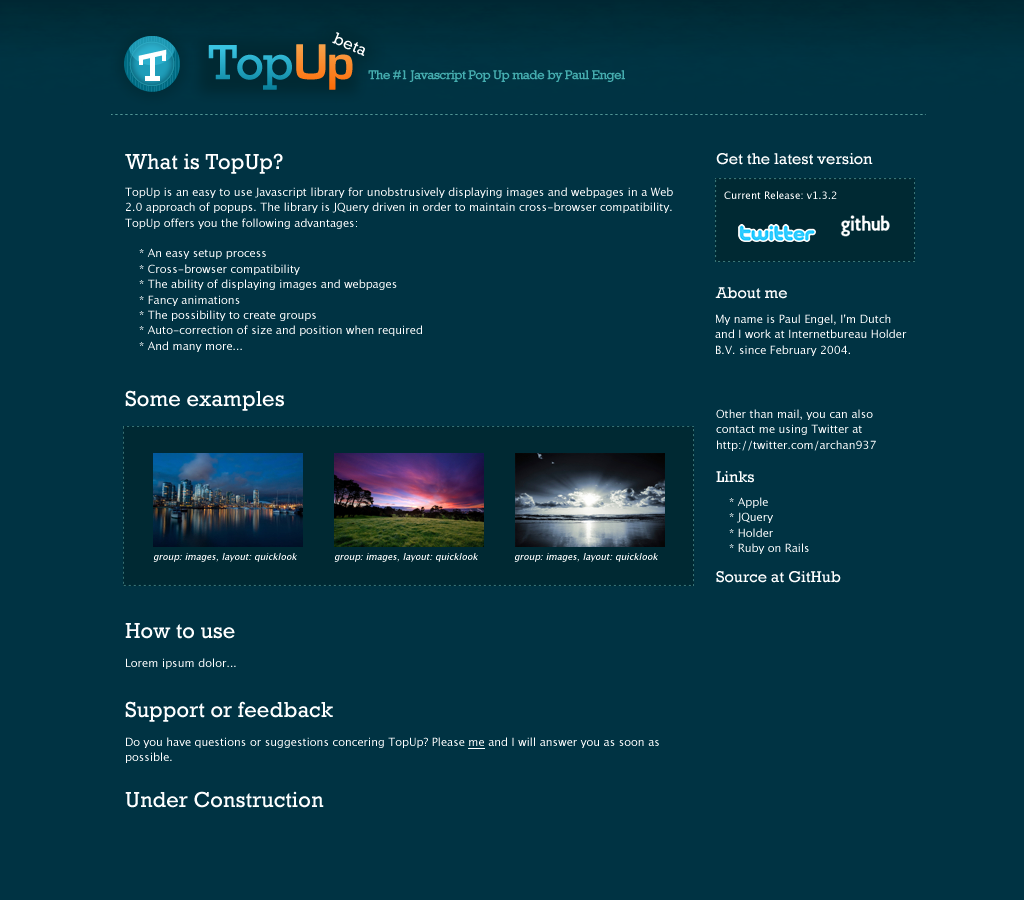 T
TopUp beta
The #1 Javascript Pop Up made by Paul Engel
What is TopUp?
TopUp is an easy to use Javascript library for unobstrusively displaying images and webpages in a Web
2.0 approach of popups. The library is JQuery driven in order to maintain cross-browser compatibility.
TopUp offers you the following advantages:
* An easy setup process
* Cross-browser compatibility
* The ability of displaying images and webpages
* Fancy animations
* The possibility to create groups
* Auto-correction of size and position when required
* And many more...
Some examples
group: images, layout: quicklook
group: images, layout: quicklook
group: images, layout: quicklook
How to use
Lorem ipsum dolor...
Support or feedback
Do you have questions or suggestions concering TopUp? Please me and I will answer you as soon as
possible.
Under Construction
Get the latest version
Current Release: v1.3.2
twitter
github
About me
My name is Paul Engel, I'm Dutch
and I work at Internetbureau Holder
B.V. since February 2004.
Other than mail, you can also
contact me using Twitter at
http://twitter.com/archan937
Links
* Apple
* JQuery
* Holder
* Ruby on Rails
Source at GitHub